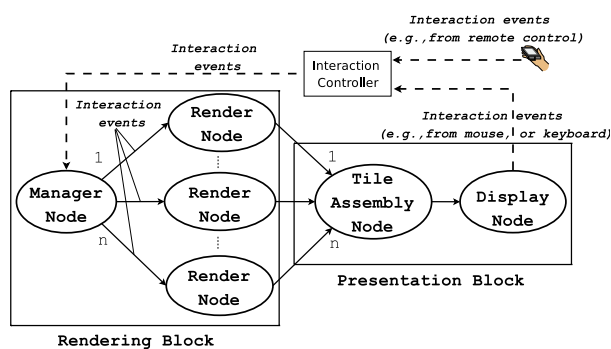 Interaction events
(e.g.,from remote control)
Interaction
events
Interaction
Controller
Interaction
events
Interaction events
(e.g.,from mouse, or keyboard)
Render
Node
1
1
Manager
Node
Render
Node
Tile
Assembly
Node
Display
Node
n
n
Render
Node
Presentation Block
Rendering Block